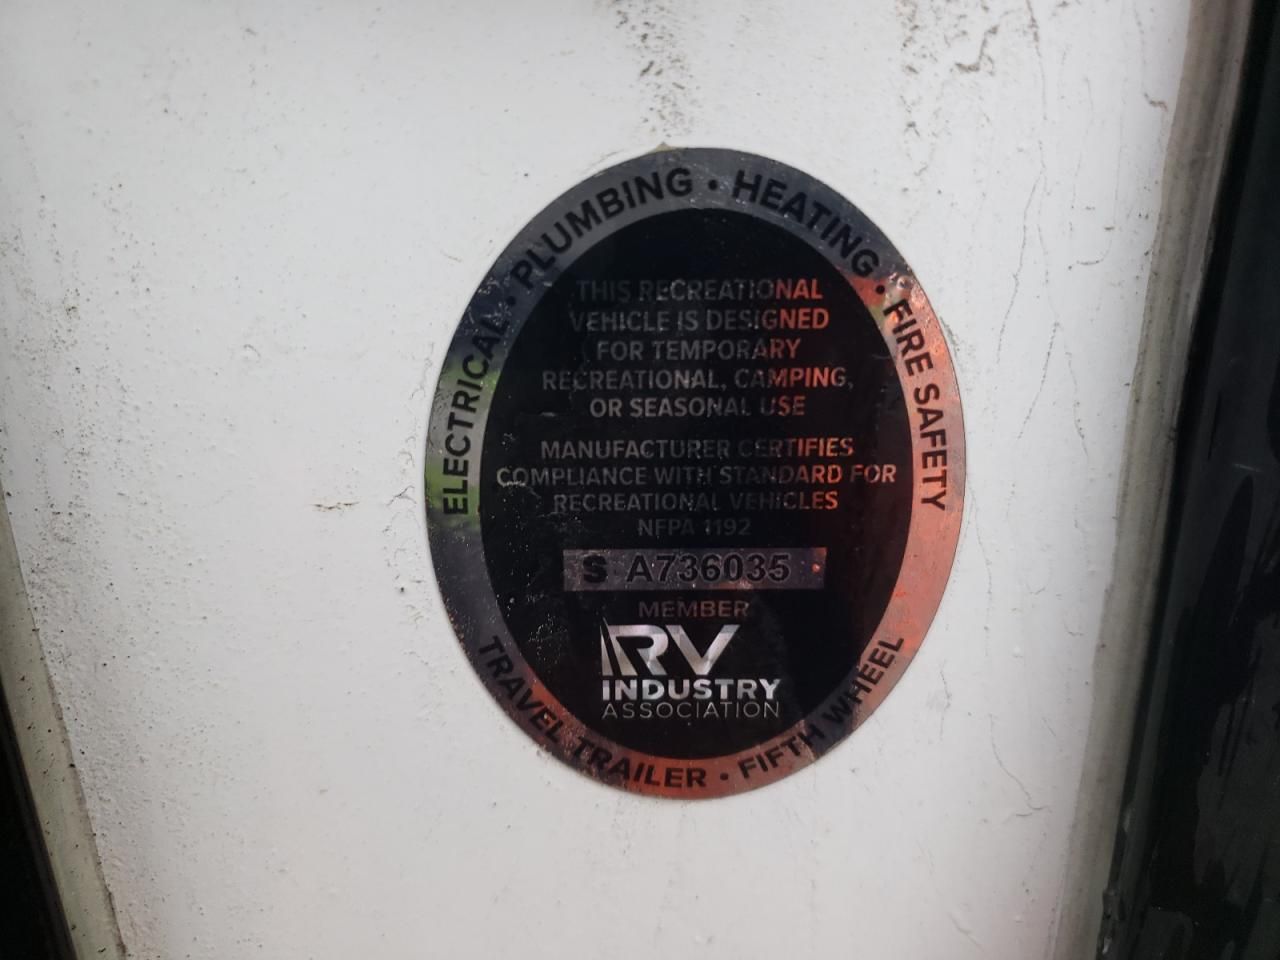 ELECTRICAL · PLUMBING · HEATING · FIRE SAFETY
THIS RECREATIONAL
VEHICLE IS DESIGNED
FOR TEMPORARY
RECREATIONAL, CAMPING,
OR SEASONAL USE
MANUFACTURER CERTIFIES
COMPLIANCE WITH STANDARD FOR
RECREATIONAL VEHICLES
NFPA 1192
S A736035
MEMBER
RV
INDUSTRY
ASSOCIATION
TRAVEL TRAILER · FIFTH WHEEL